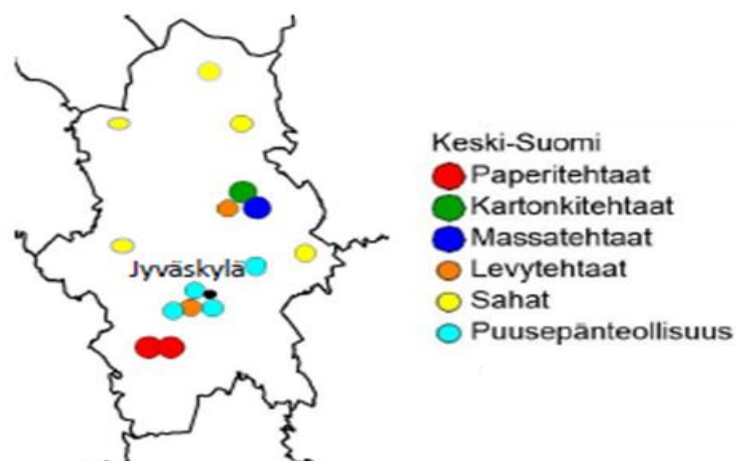 Keski-Suomi
Paperitehtaat
Kartonkitehtaat
Massatehtaat
Levytehtaat
Sahat
Puusepänteollisuus
Jyväskylä